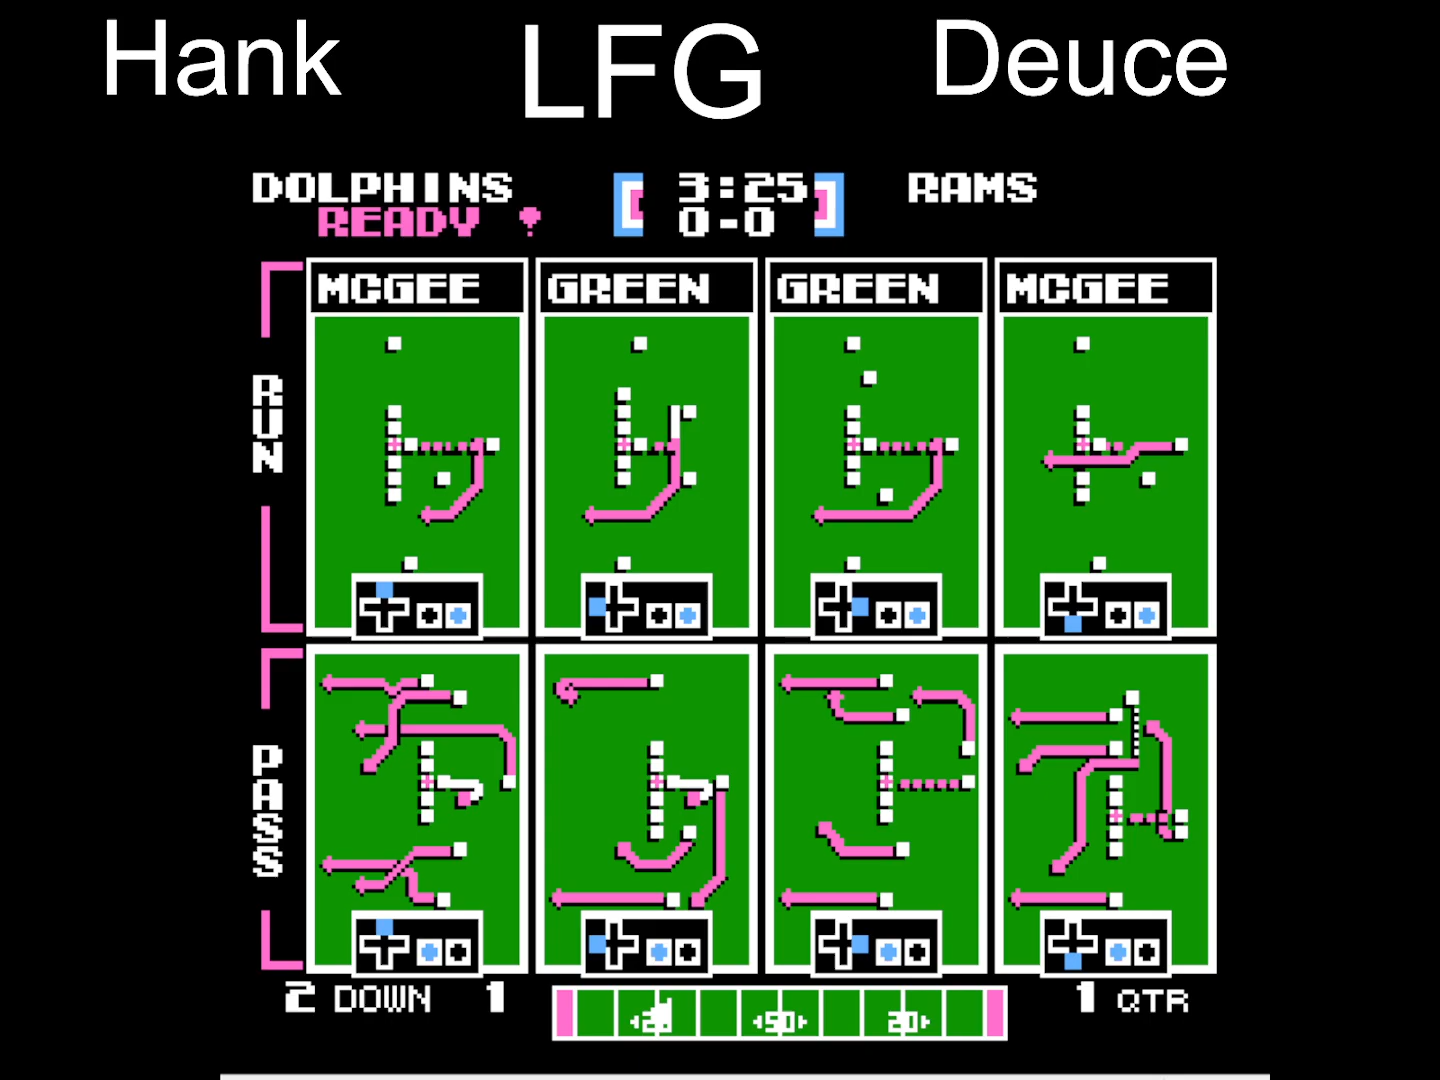 Hank LFG Deuce
DOLPHINS 3:25 RAMS
READY ! 0-0
MCGEE GREEN GREEN MCGEE
RUN
PASS
2 DOWN 1 20 50 20 1 QTR